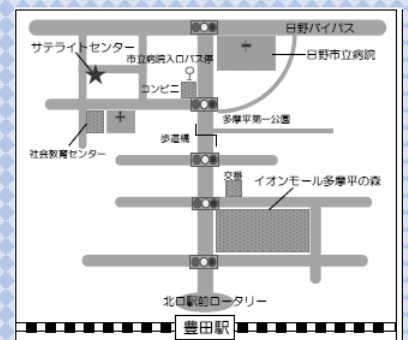 日野バイパス
サテライトセンター
市立病院入口バス停
日野市立病院
コンビニ
多摩平第一公園
歩道橋
社会教育センター
交番
イオンモール多摩平の森
北口駅前ロータリー
豊田駅